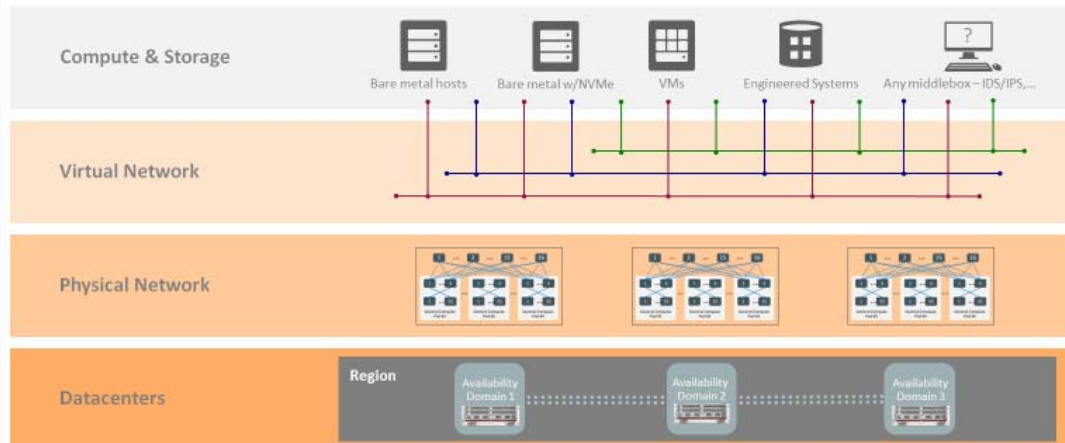 Compute & Storage
?
Bare metal hosts
Bare metal w/NVMe
VMs
Engineered Systems
Any middlebox – IDS/IPS,...
Virtual Network
Physical Network
Datacenters
Region
Availability
Domain 1
Availability
Domain 2
Availability
Domain 3